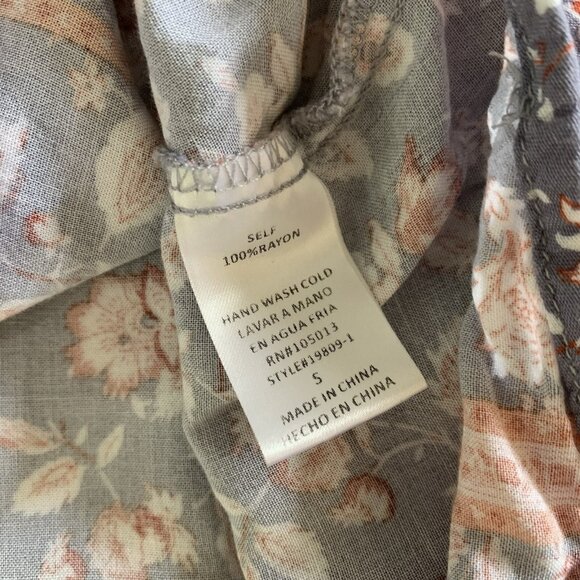 SELF
100%RAYON
HAND WASH COLD
LAVAR A MANO
EN AGUA FRIA
RN#105013
STYLE#19809-1
S
MADE IN CHINA
HECHO EN CHINA